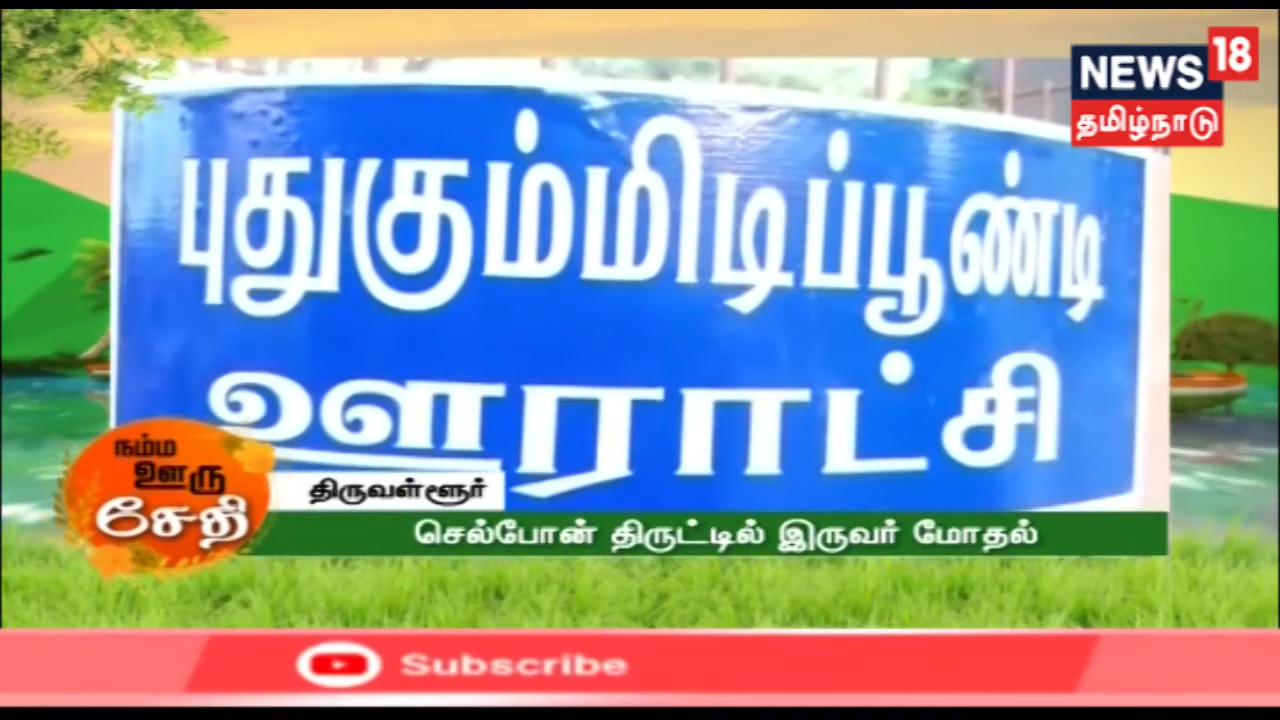 NEWS 18
தமிழ்நாடு
புதுகும்மிடிப்பூண்டி
ஊராட்சி
நம்ம
ஊரு
சேதி
திருவள்ளூர்
செல்போன் திருட்டில் இருவர் மோதல்
Subscribe